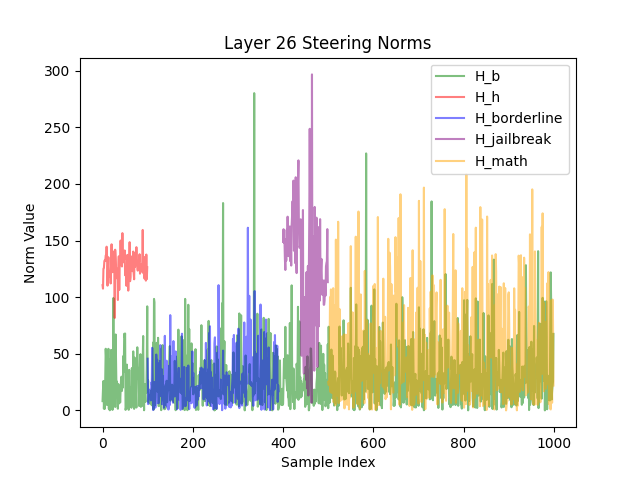 Layer 26 Steering Norms
H_b
H_h
H_borderline
H_jailbreak
H_math
300
250
200
150
100
50
0
Norm Value
0
200
400
600
800
1000
Sample Index